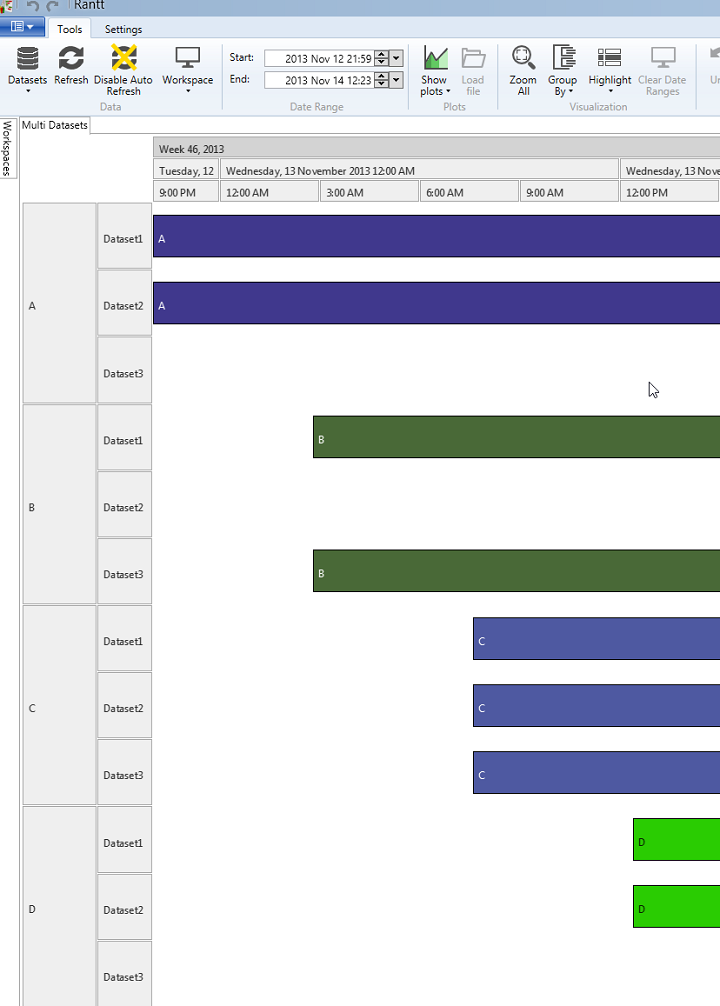 Rantt
Tools Settings
Start: 2013 Nov 12 21:59
End: 2013 Nov 14 12:23
Datasets Refresh Disable Auto Refresh Workspace
Show plots Load file
Zoom All Group By Highlight Clear Date Ranges
Data Date Range Plots Visualization
Workspaces
Multi Datasets
Week 46, 2013
Tuesday, 12 Wednesday, 13 November 2013 12:00 AM Wednesday, 13 Nove
9:00 PM 12:00 AM 3:00 AM 6:00 AM 9:00 AM 12:00 PM
Dataset1 A
A Dataset2 A
Dataset3
Dataset1 B
B Dataset2
Dataset3 B
Dataset1 C
C Dataset2 C
Dataset3 C
Dataset1 D
D Dataset2 D
Dataset3